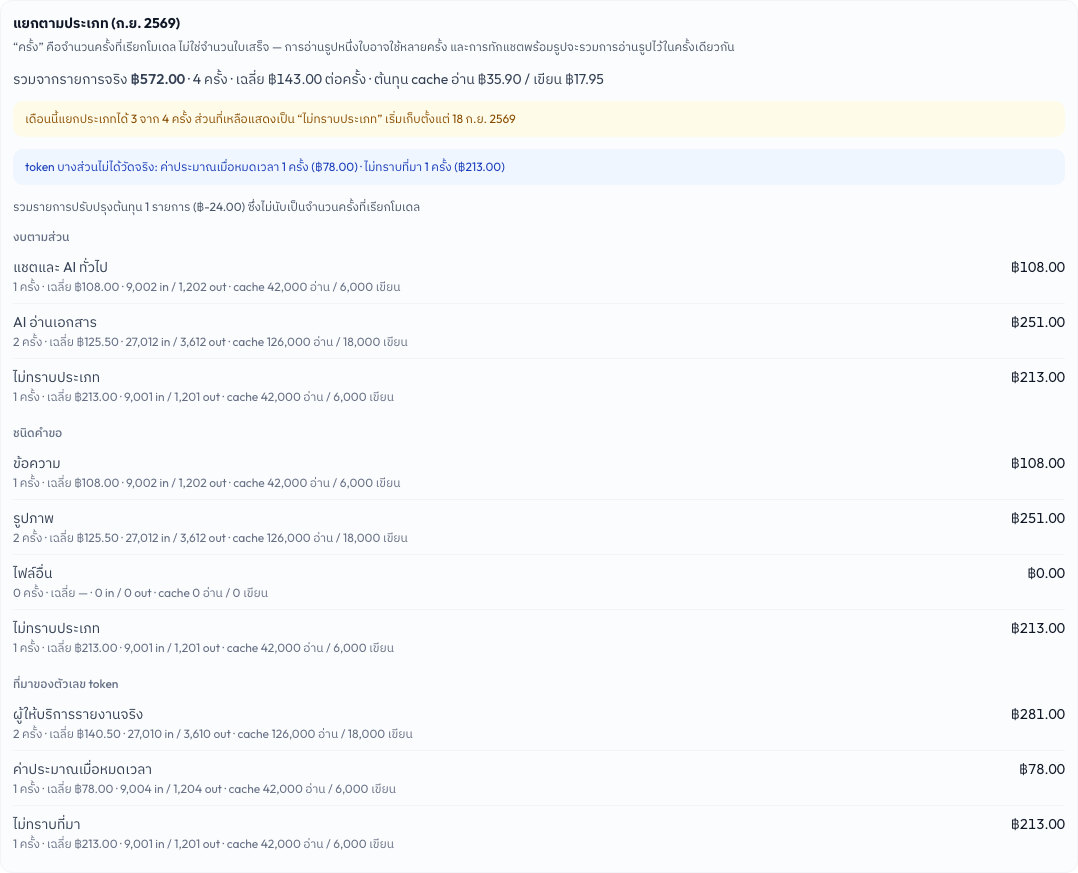 แยกตามประเภท (ก.ย. 2569)
“ครั้ง” คือจำนวนครั้งที่เรียกโมเดล ไม่ใช่จำนวนใบเสร็จ — การอ่านรูปหนึ่งใบอาจใช้หลายครั้ง และการทักแชตพร้อมรูปจะรวมการอ่านรูปไว้ในครั้งเดียวกัน
รวมจากรายการจริง ฿572.00 · 4 ครั้ง · เฉลี่ย ฿143.00 ต่อครั้ง · ต้นทุน cache อ่าน ฿35.90 / เขียน ฿17.95
เดือนนี้แยกประเภทได้ 3 จาก 4 ครั้ง ส่วนที่เหลือแสดงเป็น “ไม่ทราบประเภท” เริ่มเก็บตั้งแต่ 18 ก.ย. 2569
token บางส่วนไม่ได้วัดจริง: ค่าประมาณเมื่อหมดเวลา 1 ครั้ง (฿78.00) · ไม่ทราบที่มา 1 ครั้ง (฿213.00)
รวมรายการปรับปรุงต้นทุน 1 รายการ (฿-24.00) ซึ่งไม่นับเป็นจำนวนครั้งที่เรียกโมเดล
งบตามส่วน
แชตและ AI ทั่วไป ฿108.00
1 ครั้ง · เฉลี่ย ฿108.00 · 9,002 in / 1,202 out · cache 42,000 อ่าน / 6,000 เขียน
AI อ่านเอกสาร ฿251.00
2 ครั้ง · เฉลี่ย ฿125.50 · 27,012 in / 3,612 out · cache 126,000 อ่าน / 18,000 เขียน
ไม่ทราบประเภท ฿213.00
1 ครั้ง · เฉลี่ย ฿213.00 · 9,001 in / 1,201 out · cache 42,000 อ่าน / 6,000 เขียน
ชนิดคำขอ
ข้อความ ฿108.00
1 ครั้ง · เฉลี่ย ฿108.00 · 9,002 in / 1,202 out · cache 42,000 อ่าน / 6,000 เขียน
รูปภาพ ฿251.00
2 ครั้ง · เฉลี่ย ฿125.50 · 27,012 in / 3,612 out · cache 126,000 อ่าน / 18,000 เขียน
ไฟล์อื่น ฿0.00
0 ครั้ง · เฉลี่ย — · 0 in / 0 out · cache 0 อ่าน / 0 เขียน
ไม่ทราบประเภท ฿213.00
1 ครั้ง · เฉลี่ย ฿213.00 · 9,001 in / 1,201 out · cache 42,000 อ่าน / 6,000 เขียน
ที่มาของตัวเลข token
ผู้ให้บริการรายงานจริง ฿281.00
2 ครั้ง · เฉลี่ย ฿140.50 · 27,010 in / 3,610 out · cache 126,000 อ่าน / 18,000 เขียน
ค่าประมาณเมื่อหมดเวลา ฿78.00
1 ครั้ง · เฉลี่ย ฿78.00 · 9,004 in / 1,204 out · cache 42,000 อ่าน / 6,000 เขียน
ไม่ทราบที่มา ฿213.00
1 ครั้ง · เฉลี่ย ฿213.00 · 9,001 in / 1,201 out · cache 42,000 อ่าน / 6,000 เขียน